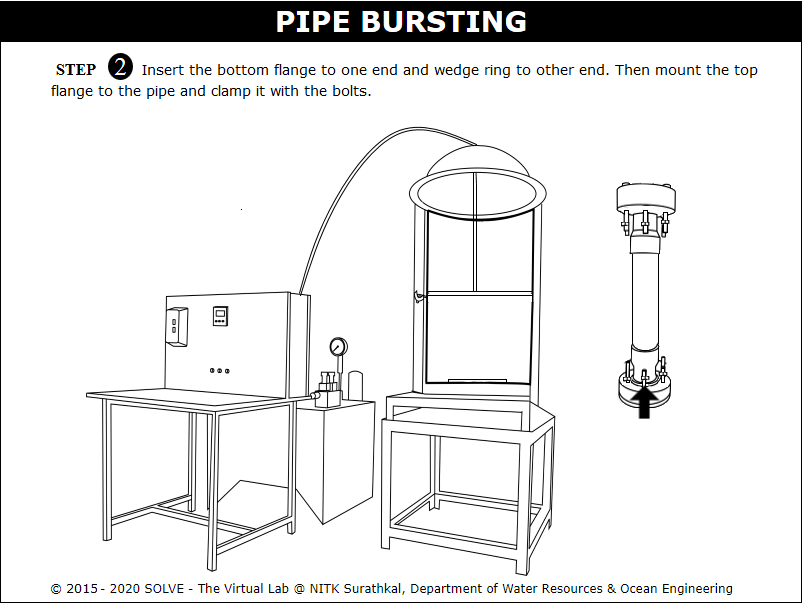 PIPE BURSTING
STEP 2 Insert the bottom flange to one end and wedge ring to other end. Then mount the top
flange to the pipe and clamp it with the bolts.
© 2015 - 2020 SOLVE - The Virtual Lab @ NITK Surathkal, Department of Water Resources & Ocean Engineering